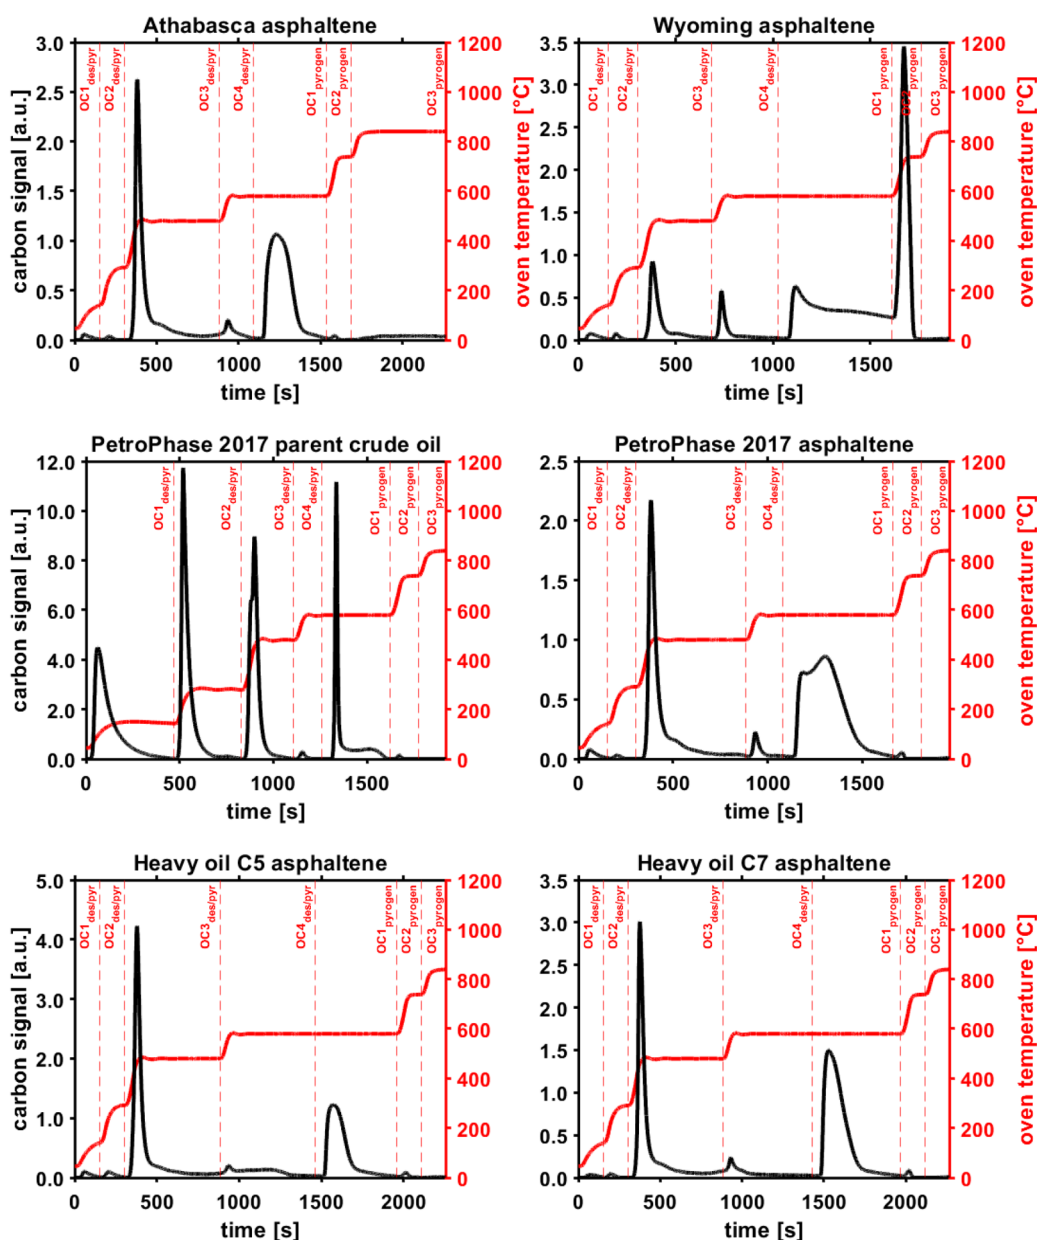 Athabasca asphaltene
carbon signal [a.u.]
3.0
2.5
2.0
1.5
1.0
0.5
0.0
OC1des/pyr
OC2des/pyr
OC3des/pyr
OC4des/pyr
OC1pyrogen
OC2pyrogen
OC3pyrogen
1200
1000
800
600
400
200
0
oven temperature [°C]
0 500 1000 1500 2000
time [s]
Wyoming asphaltene
3.5
3.0
2.5
2.0
1.5
1.0
0.5
0.0
OC1des/pyr
OC2des/pyr
OC3des/pyr
OC4des/pyr
OC1pyrogen
OC2pyrogen
OC3pyrogen
1200
1000
800
600
400
200
0
oven temperature [°C]
0 500 1000 1500
time [s]
PetroPhase 2017 parent crude oil
carbon signal [a.u.]
12.0
10.0
8.0
6.0
4.0
2.0
0.0
OC1des/pyr
OC2des/pyr
OC3des/pyr
OC4des/pyr
OC1pyrogen
OC2pyrogen
OC3pyrogen
1200
1000
800
600
400
200
0
0 500 1000 1500
time [s]
PetroPhase 2017 asphaltene
2.5
2.0
1.5
1.0
0.5
0.0
OC1des/pyr
OC2des/pyr
OC3des/pyr
OC4des/pyr
OC1pyrogen
OC2pyrogen
OC3pyrogen
1200
1000
800
600
400
200
0
oven temperature [°C]
0 500 1000 1500
time [s]
Heavy oil C5 asphaltene
carbon signal [a.u.]
5.0
4.0
3.0
2.0
1.0
0.0
OC1des/pyr
OC2des/pyr
OC3des/pyr
OC4des/pyr
OC1pyrogen
OC2pyrogen
OC3pyrogen
1200
1000
800
600
400
200
0
0 500 1000 1500 2000
time [s]
Heavy oil C7 asphaltene
3.5
3.0
2.5
2.0
1.5
1.0
0.5
0.0
OC1des/pyr
OC2des/pyr
OC3des/pyr
OC4des/pyr
OC1pyrogen
OC2pyrogen
OC3pyrogen
1200
1000
800
600
400
200
0
oven temperature [°C]
0 500 1000 1500 2000
time [s]